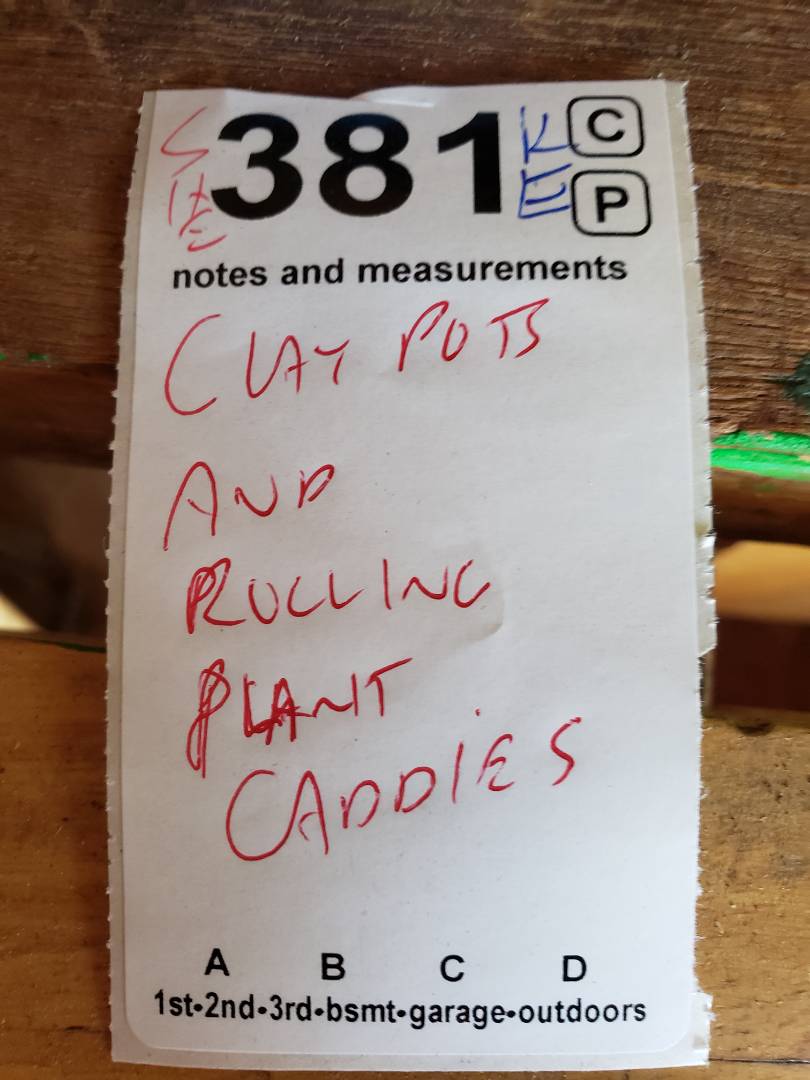 381 K C
E P
notes and measurements
CLAY POTS
AND
ROLLING
PLANT
CADDIES
A B C D
1st•2nd•3rd•bsmt•garage•outdoors